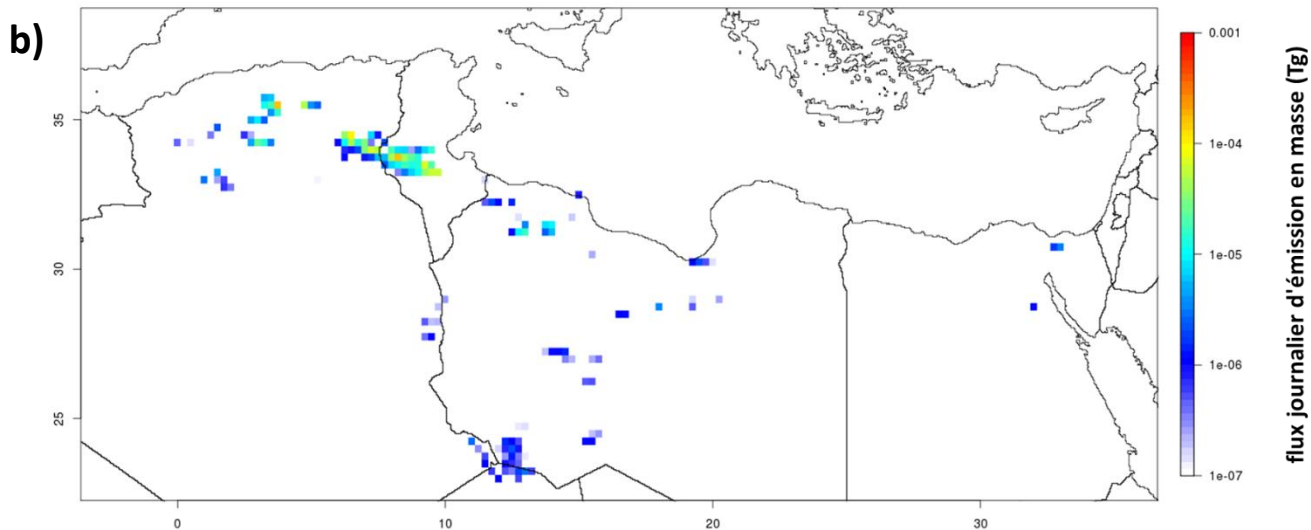 b)
35
30
25
0
10
20
30
0.001
1e-04
1e-05
1e-06
1e-07
flux journalier d'émission en masse (Tg)